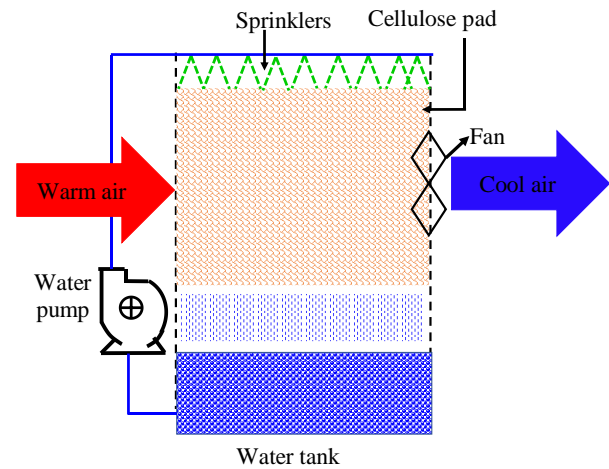 Sprinklers
Cellulose pad
Fan
Warm air
Cool air
Water
pump
Water tank